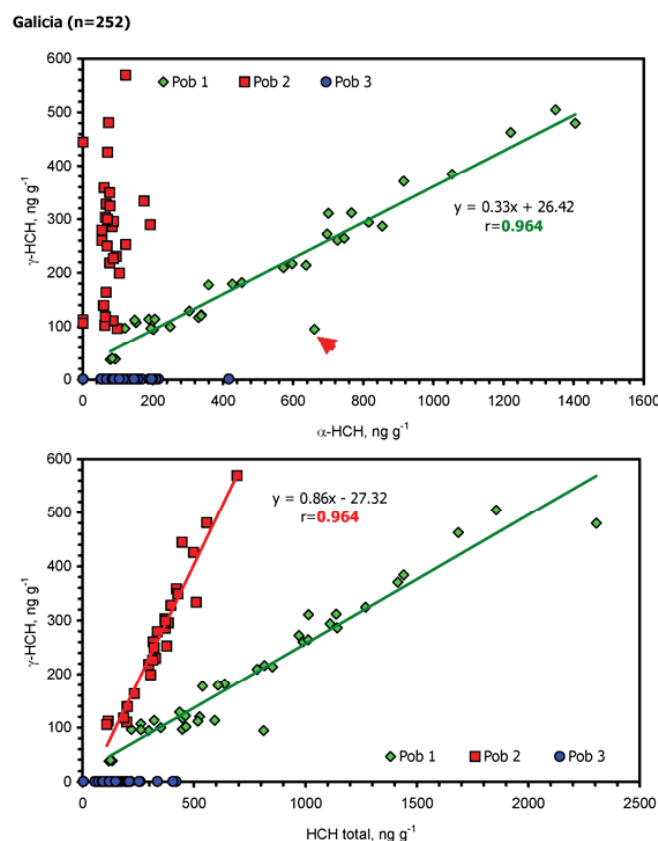 Galicia (n=252)
600
500
400
300
200
100
0
γ-HCH, ng g⁻¹
Pob 1 Pob 2 Pob 3
y = 0.33x + 26.42
r=0.964
0 200 400 600 800 1000 1200 1400 1600
α-HCH, ng g⁻¹
600
500
400
300
200
100
0
γ-HCH, ng g⁻¹
y = 0.86x - 27.32
r=0.964
Pob 1 Pob 2 Pob 3
0 500 1000 1500 2000 2500
HCH total, ng g⁻¹